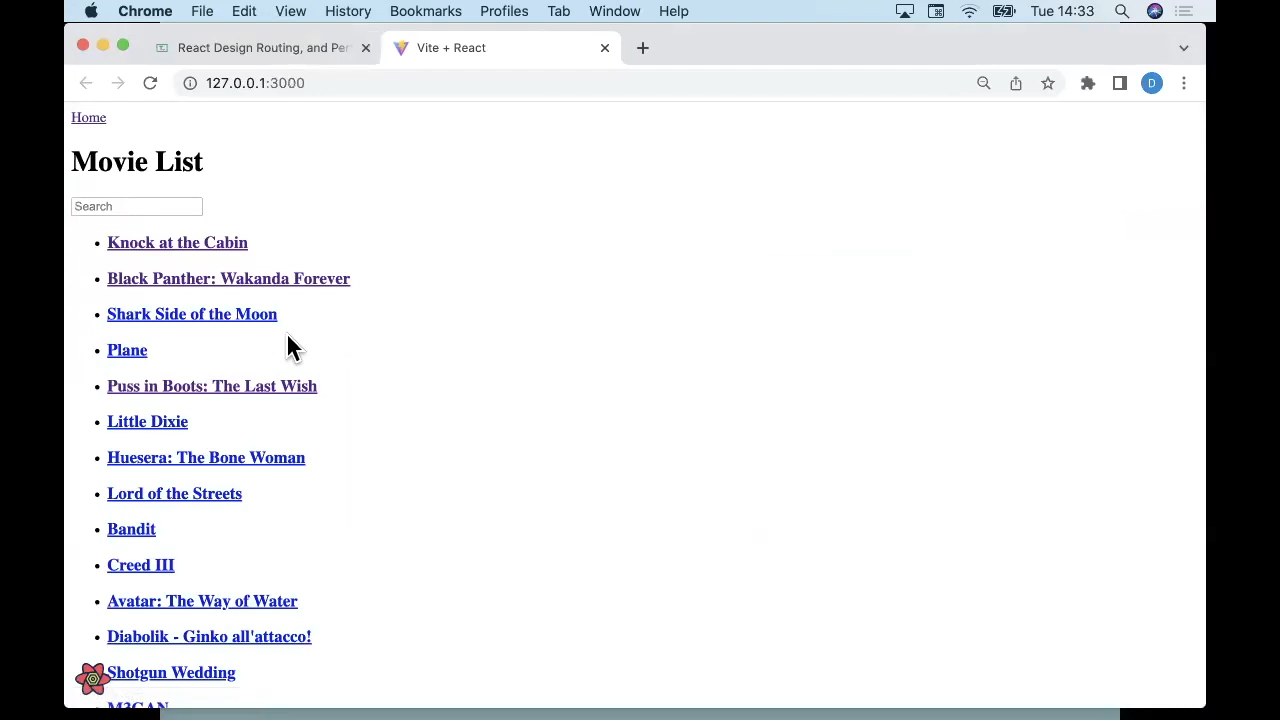 Chrome File Edit View History Bookmarks Profiles Tab Window Help Tue 14:33
React Design Routing, and Per
Vite + React
127.0.0.1:3000
D
Home
Movie List
Search
Knock at the Cabin
Black Panther: Wakanda Forever
Shark Side of the Moon
Plane
Puss in Boots: The Last Wish
Little Dixie
Huesera: The Bone Woman
Lord of the Streets
Bandit
Creed III
Avatar: The Way of Water
Diabolik - Ginko all'attacco!
Shotgun Wedding
M3GAN